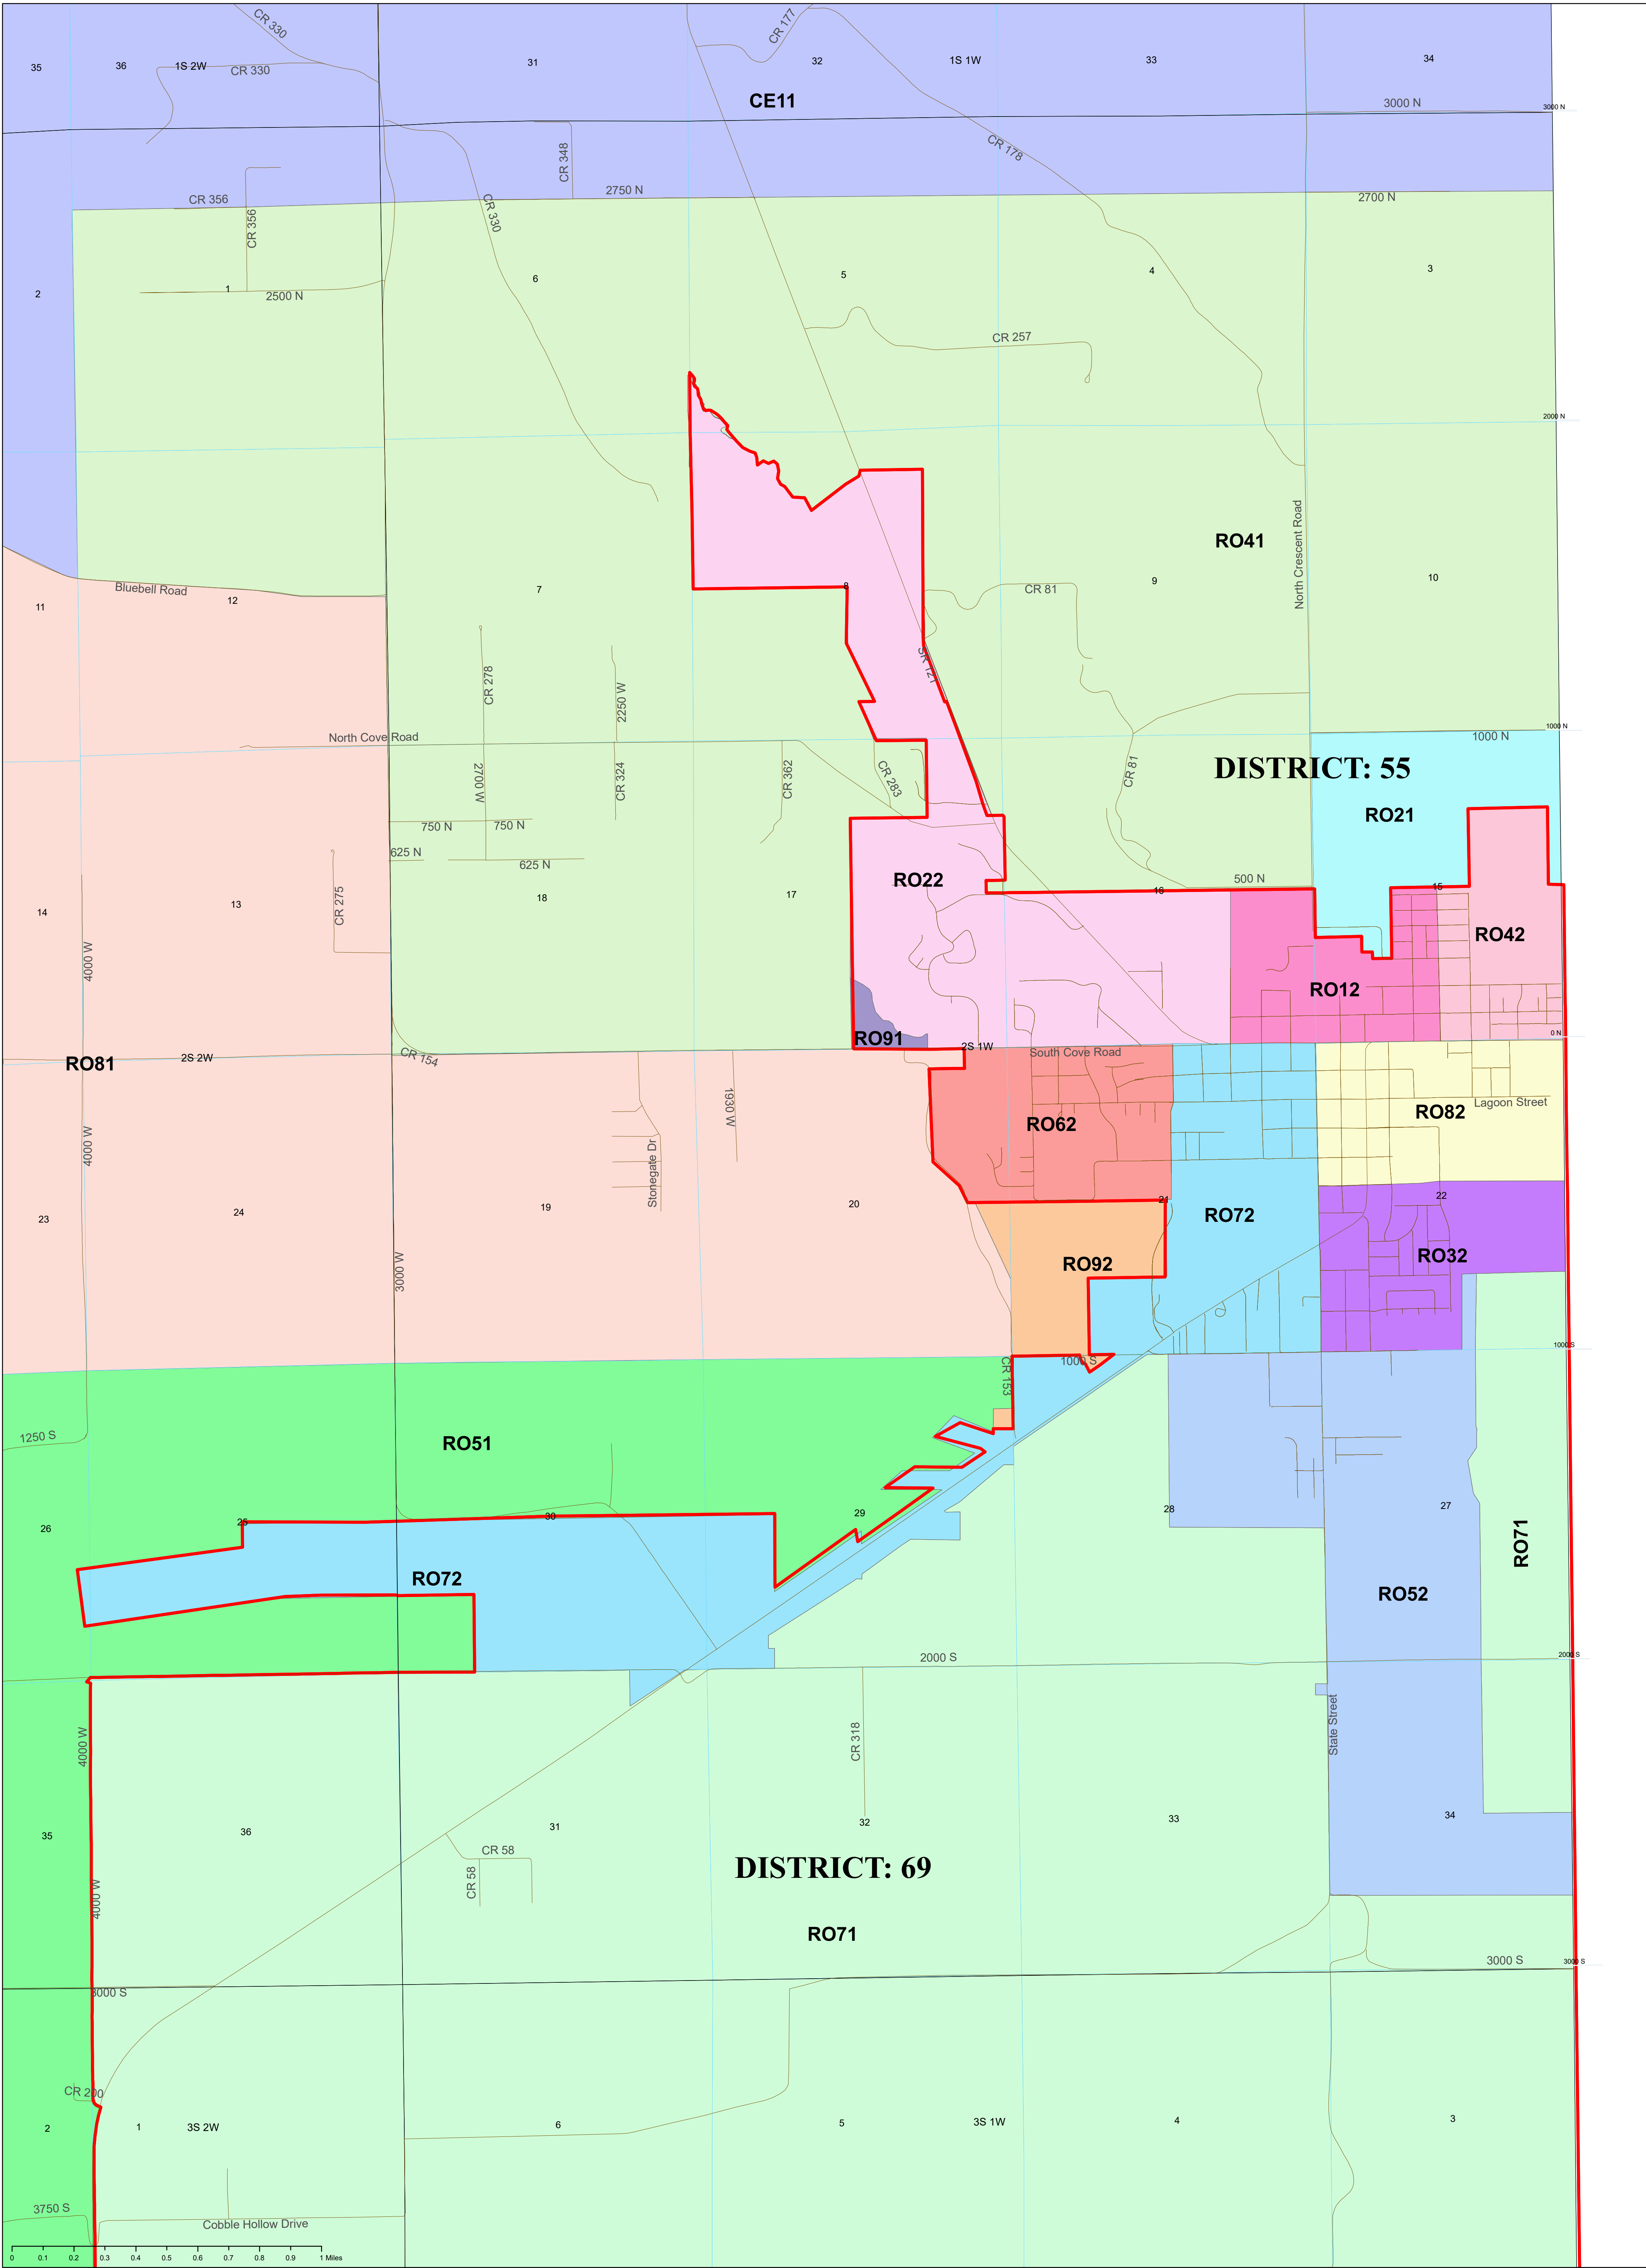 CR 330
CR 177
35
36
1S 2W
CR 330
31
32
1S 1W
33
34
CE11
3000 N
3000 N
CR 348
CR 178
CR 356
2750 N
2700 N
CR 356
CR 330
2
1
2500 N
6
5
4
3
CR 257
2000 N
North Crescent Road
RO41
11
Bluebell Road
12
7
8
CR 81
9
10
SR 121
CR 278
2250 W
North Cove Road
1000 N
1000 N
2700 W
CR 324
CR 362
CR 283
CR 81
DISTRICT: 55
RO21
750 N
750 N
625 N
625 N
RO22
500 N
16
15
14
13
CR 275
18
17
RO42
4000 W
RO12
RO91
0 N
RO81
2S 2W
CR 154
2S 1W
South Cove Road
1930 W
RO62
RO82
Lagoon Street
4000 W
Stonegate Dr
23
24
19
20
21
22
RO72
3000 W
RO92
RO32
CR 153
1000 S
1000 S
1250 S
RO51
26
25
30
29
28
27
RO71
RO72
RO52
2000 S
2000 S
4000 W
CR 318
State Street
35
36
31
32
33
34
CR 58
CR 58
DISTRICT: 69
4000 W
RO71
3000 S
3000 S
3000 S
CR 200
2
1
3S 2W
6
5
3S 1W
4
3
3750 S
Cobble Hollow Drive
0 0.1 0.2 0.3 0.4 0.5 0.6 0.7 0.8 0.9 1 Miles